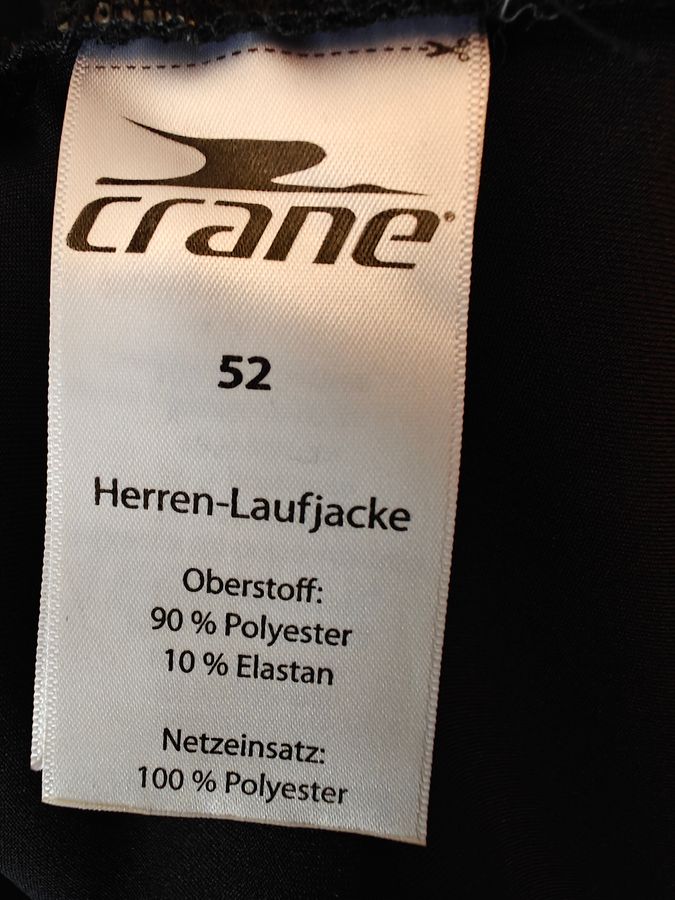 crane®
52
Herren-Laufjacke
Oberstoff:
90 % Polyester
10 % Elastan
Netzeinsatz:
100 % Polyester